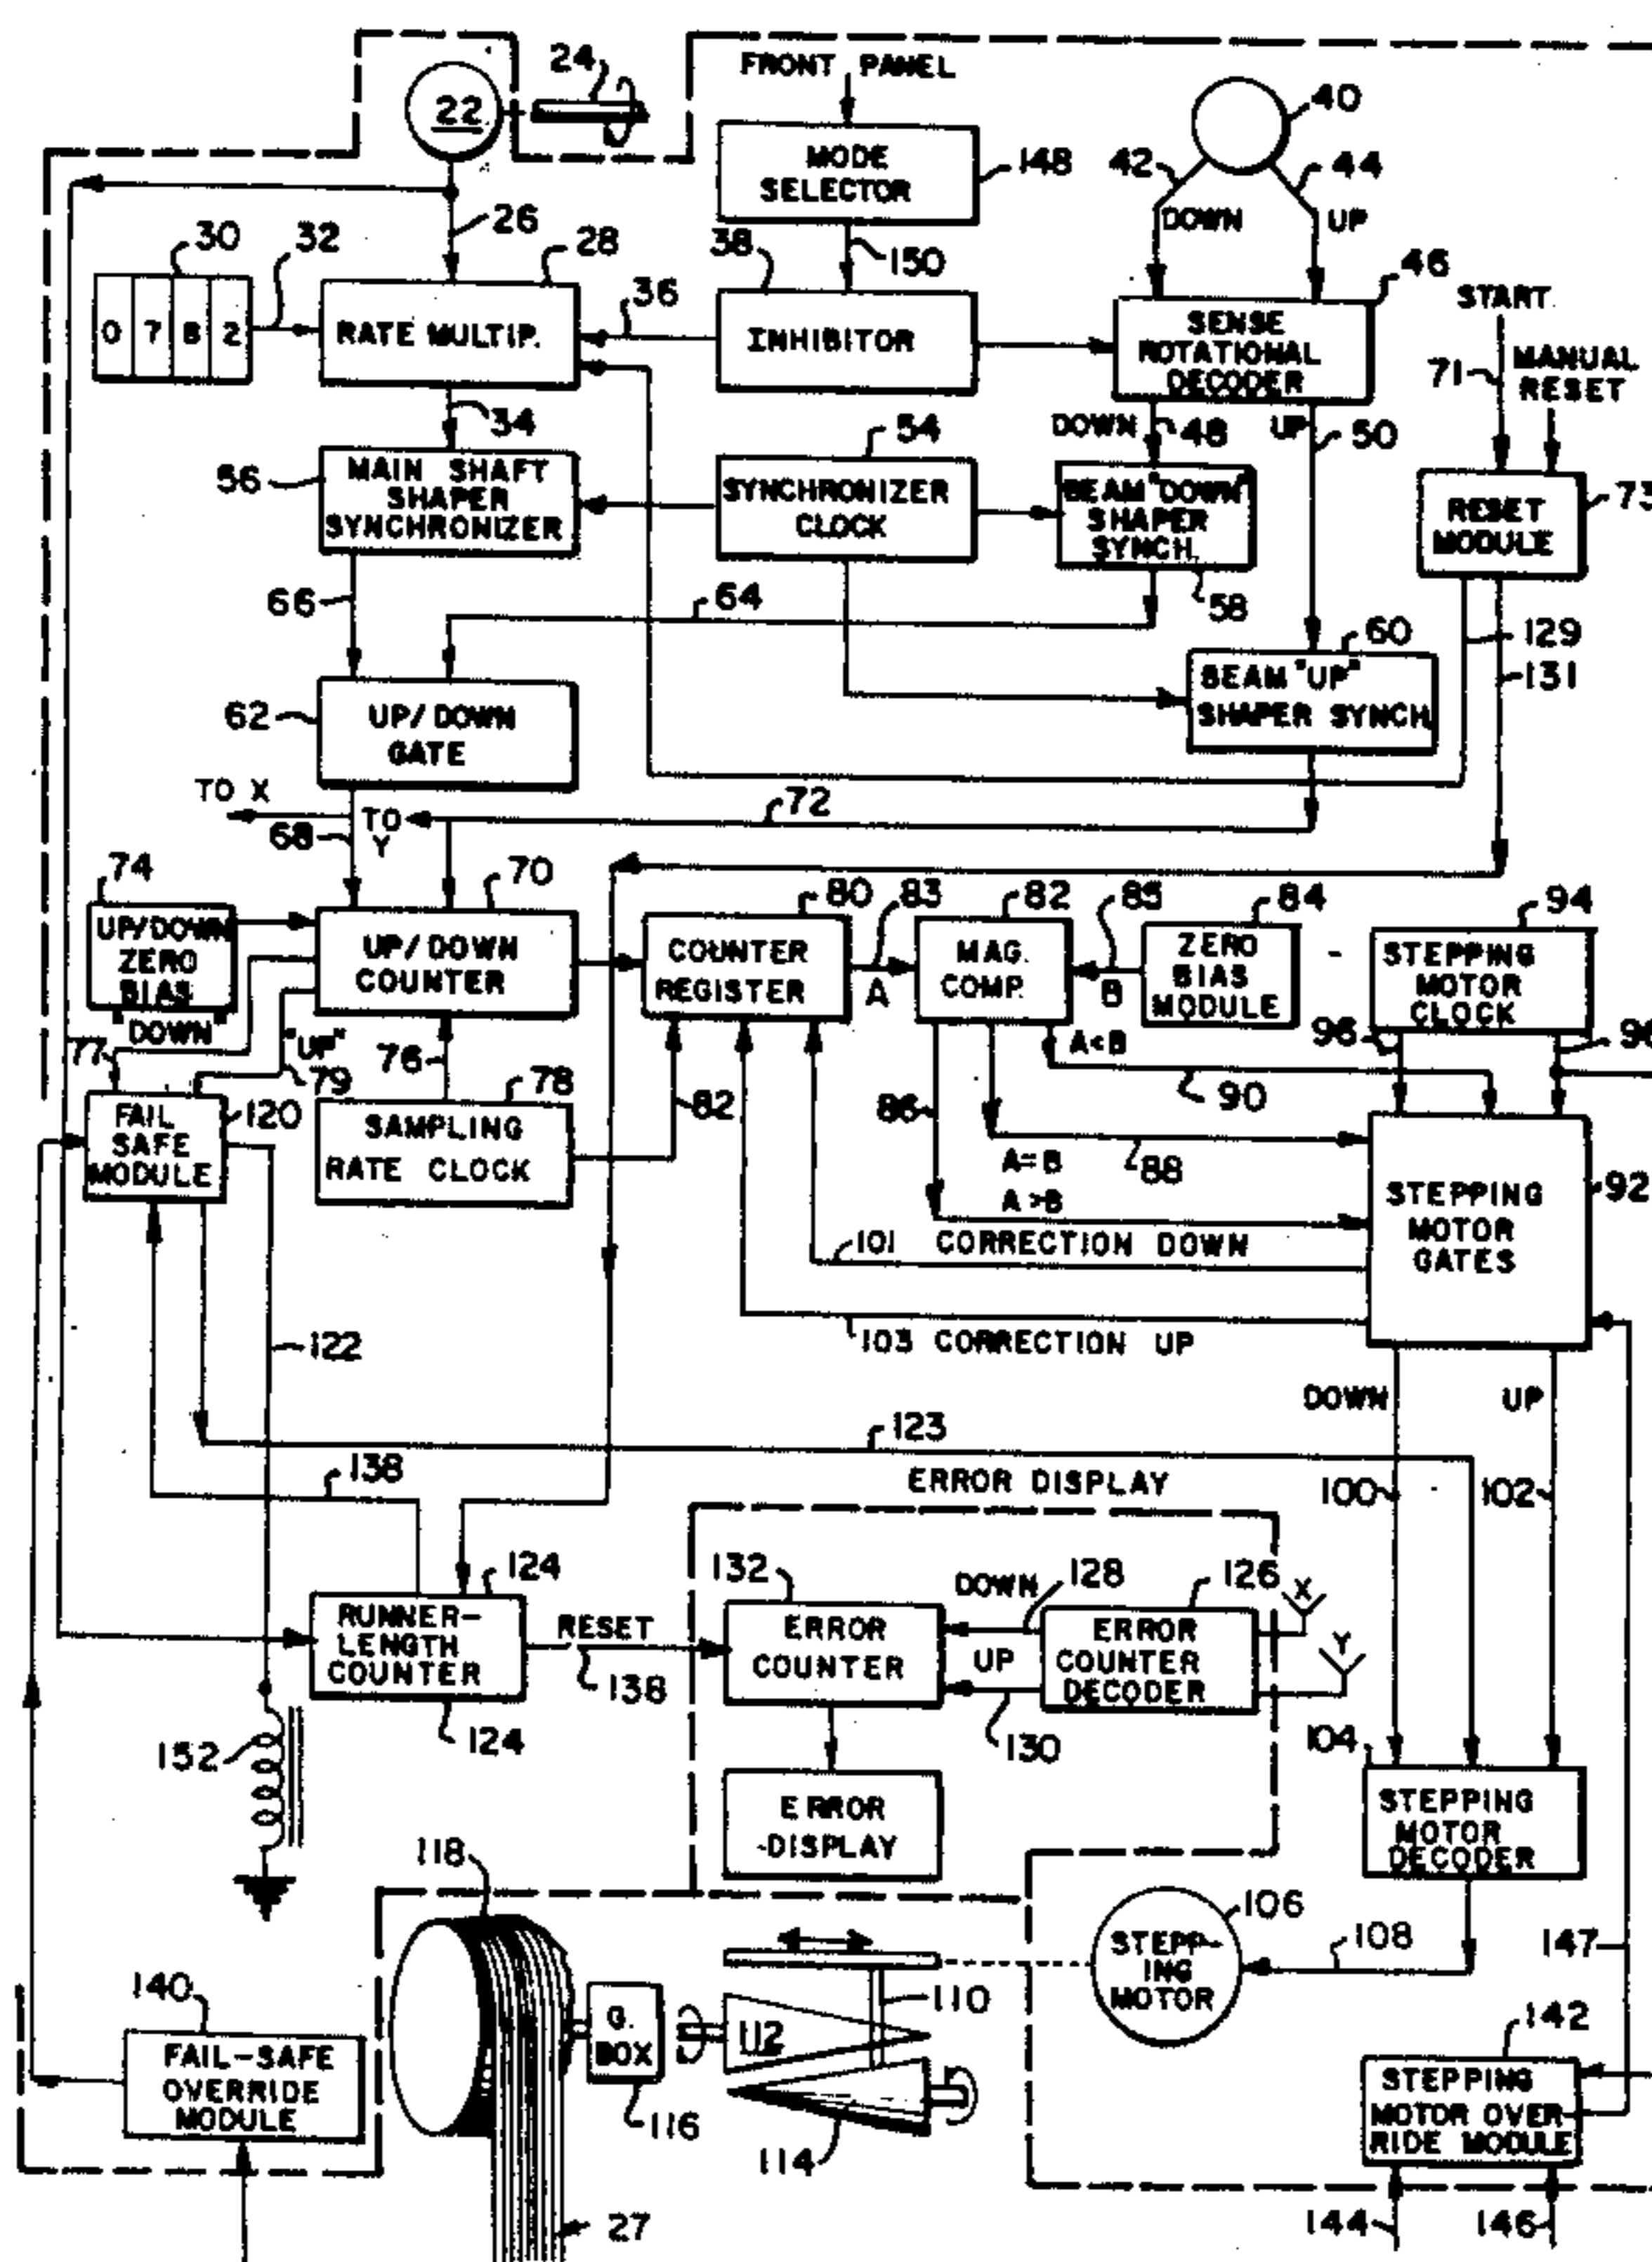 24
FRONT PANEL
22
40
MODE
SELECTOR
148
42
44
DOWN
UP
26
30
32
28
38
150
46
36
START
0 7 8 2
RATE MULTIP.
INHIBITOR
SENSE
ROTATIONAL
DECODER
71
MANUAL
RESET
34
54
DOWN
48
UP
50
56
MAIN SHAFT
SHAPER
SYNCHRONIZER
SYNCHRONIZER
CLOCK
BEAM "DOWN"
SHAPER
SYNCH.
RESET
MODULE
73
66
64
58
60
129
62
UP/DOWN
GATE
BEAM "UP"
SHAPER SYNCH
131
TO X
68
TO
Y
72
74
70
80
83
82
85
84
94
UP/DOWN
ZERO
BIAS
UP/DOWN
COUNTER
COUNTER
REGISTER
A
MAG.
COMP.
B
ZERO
BIAS
MODULE
STEPPING
MOTOR
CLOCK
"DOWN"
77
"UP"
79
76
78
82
A<B
90
96
98
FAIL
SAFE
MODULE
120
SAMPLING
RATE CLOCK
86
A=B
88
A>B
STEPPING
MOTOR
GATES
92
101 CORRECTION DOWN
103 CORRECTION UP
122
DOWN
UP
123
138
ERROR DISPLAY
100
102
124
132
DOWN
128
126
X
RUNNER-
LENGTH
COUNTER
RESET
138
ERROR
COUNTER
UP
ERROR
COUNTER
DECODER
Y
124
130
152
104
ERROR
-DISPLAY
STEPPING
MOTOR
DECODER
118
106
STEPP-
ING
MOTOR
108
147
140
G.
BOX
112
110
142
FAIL-SAFE
OVERRIDE
MODULE
116
114
STEPPING
MOTOR OVER
RIDE MODULE
27
144
146